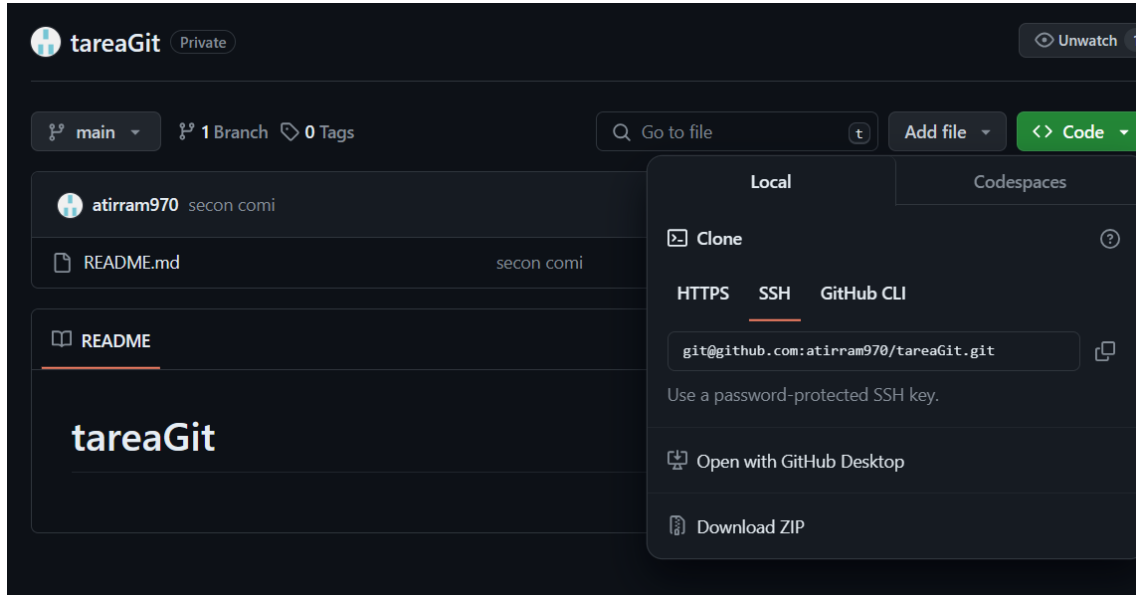 tareaGit Private
Unwatch
main 1 Branch 0 Tags Go to file t Add file Code
atirram970 secon comi
README.md secon comi
README
tareaGit
Local Codespaces
Clone
HTTPS SSH GitHub CLI
git@github.com:atirram970/tareaGit.git
Use a password-protected SSH key.
Open with GitHub Desktop
Download ZIP